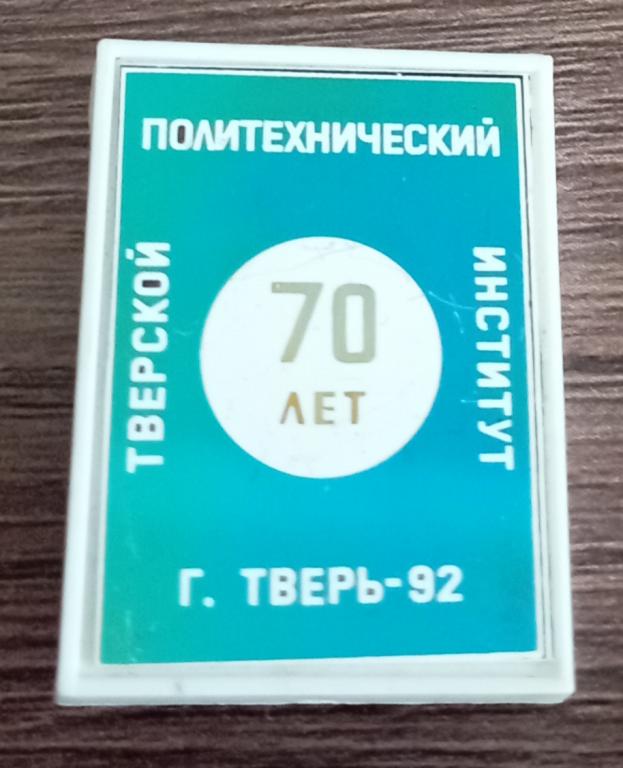 ТВЕРСКОЙ
ПОЛИТЕХНИЧЕСКИЙ
ИНСТИТУТ
70
ЛЕТ
Г. ТВЕРЬ-92